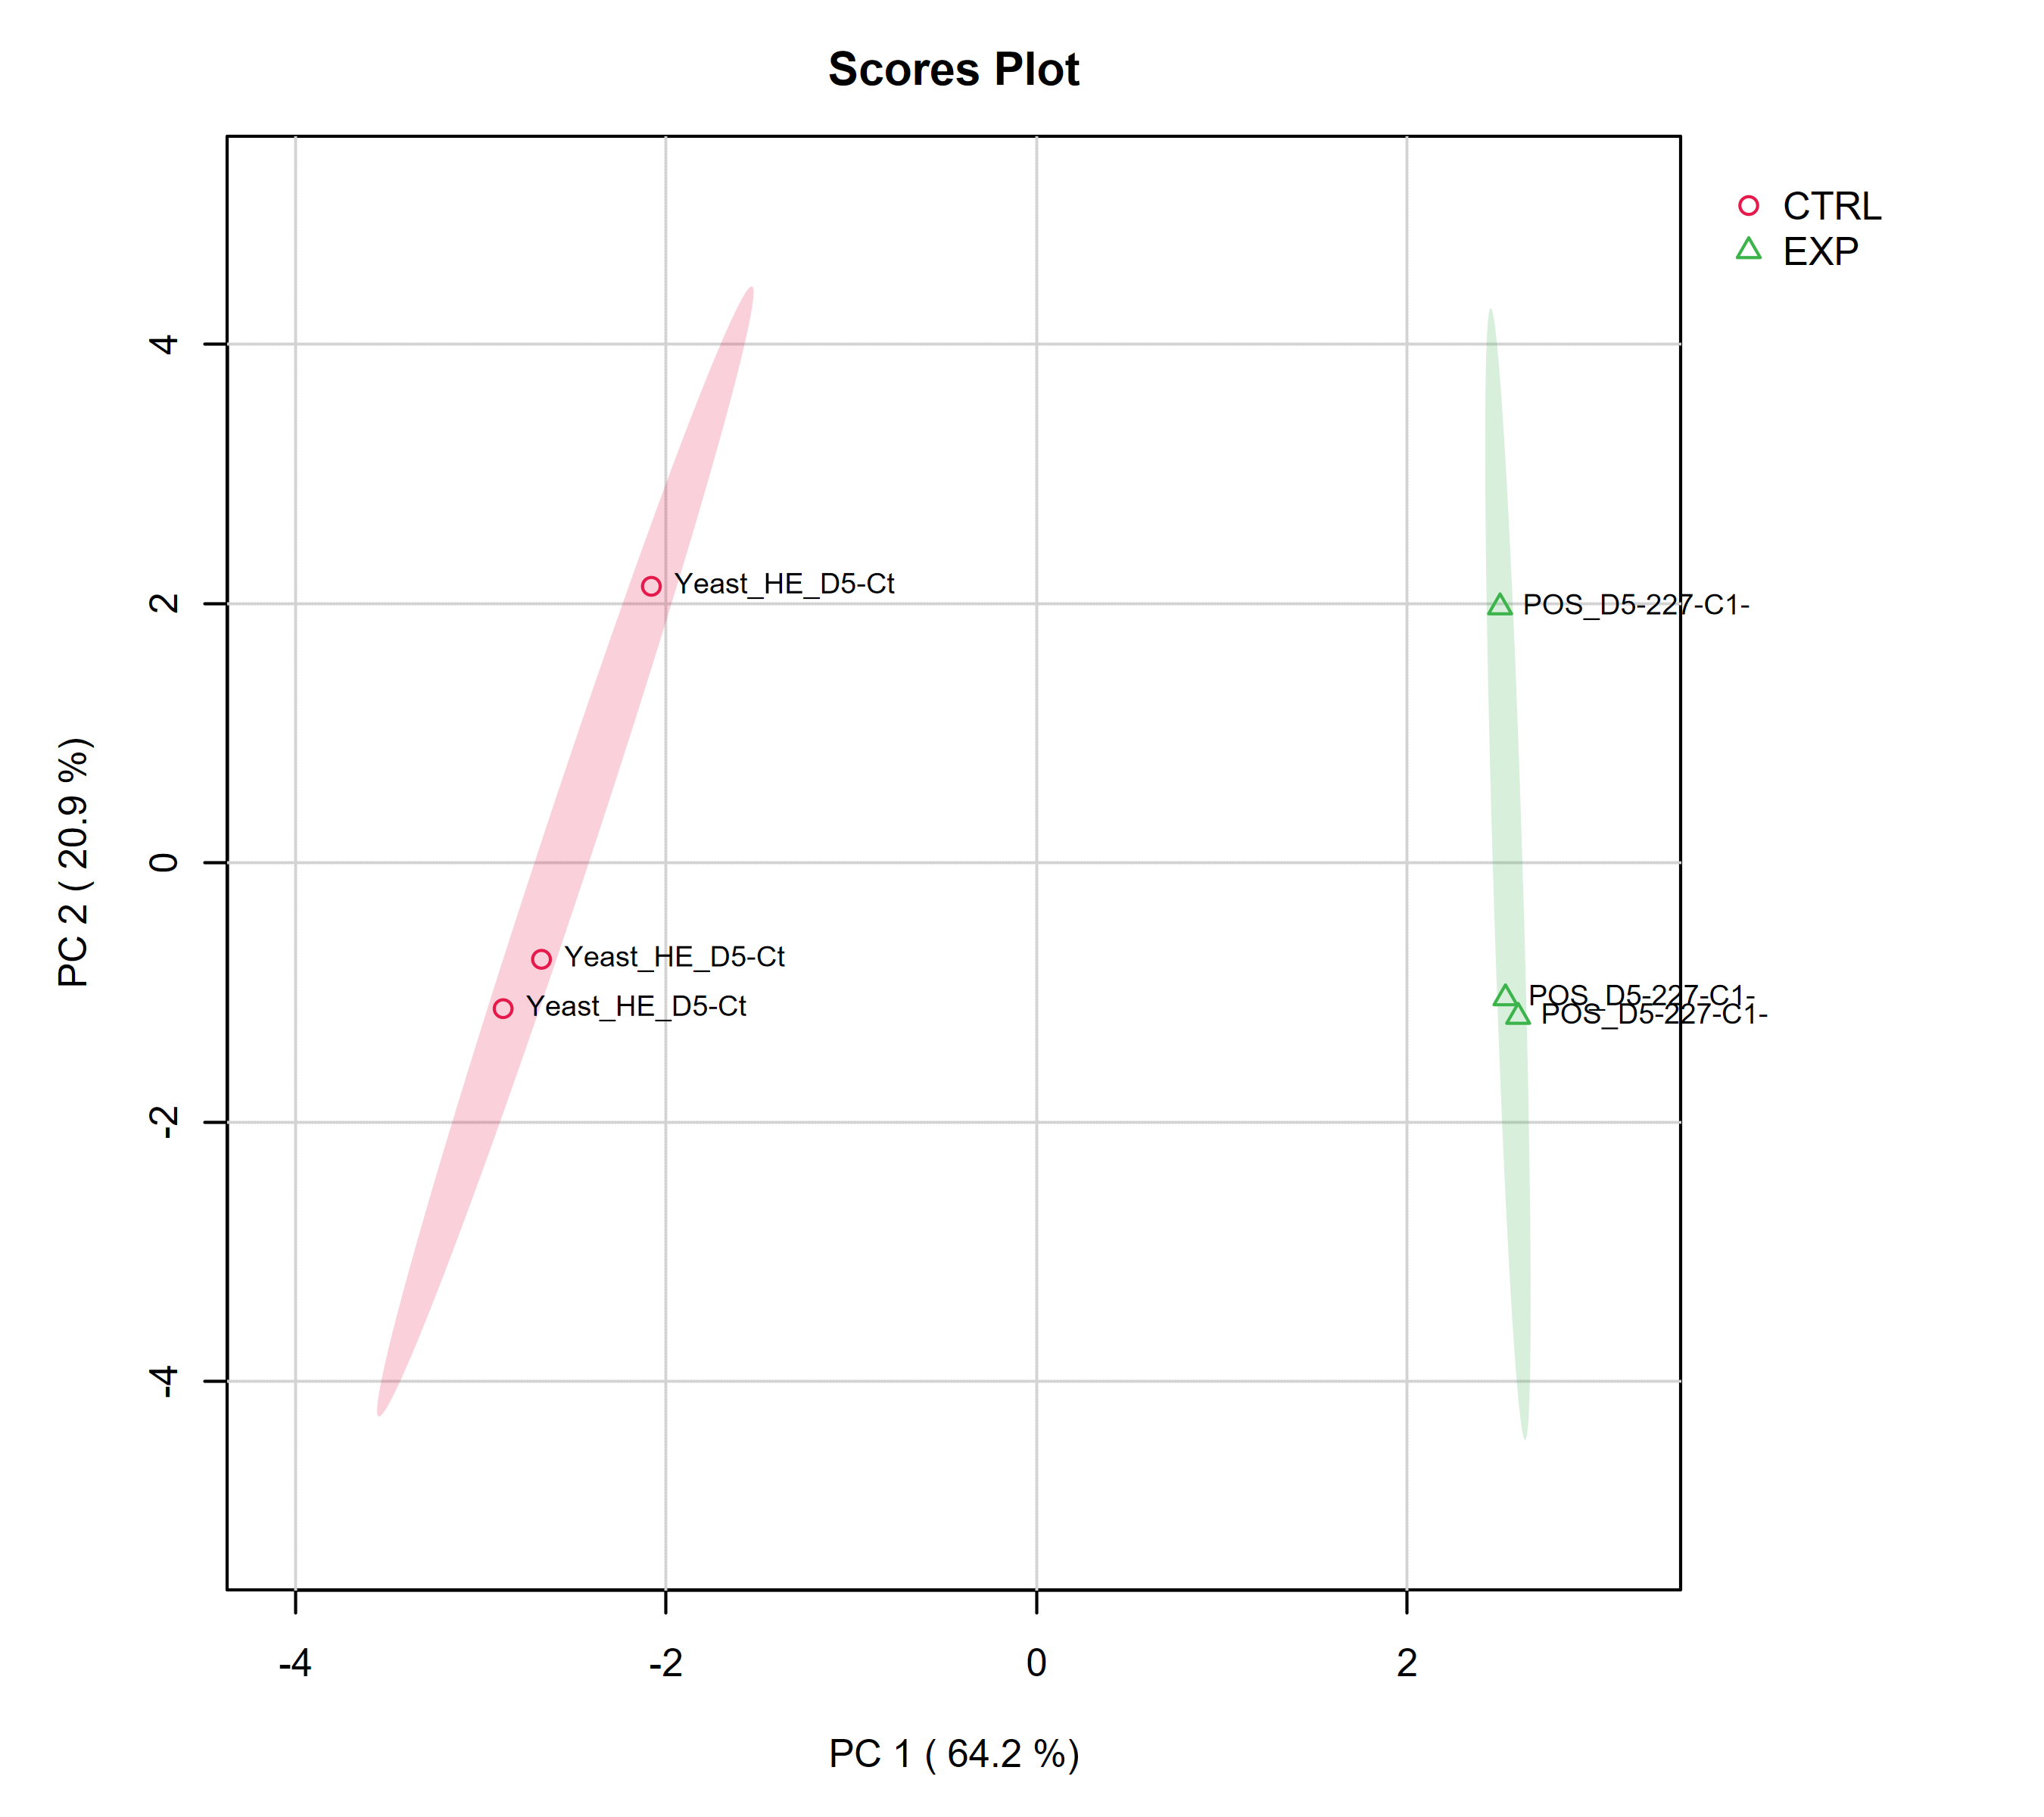 Scores Plot
CTRL
EXP
4
2
0
-2
-4
PC 2 ( 20.9 %)
Yeast_HE_D5-Ct
POS_D5-227-C1-
Yeast_HE_D5-Ct
POS_D5-227-C1-
Yeast_HE_D5-Ct
POS_D5-227-C1-
-4
-2
0
2
PC 1 ( 64.2 %)